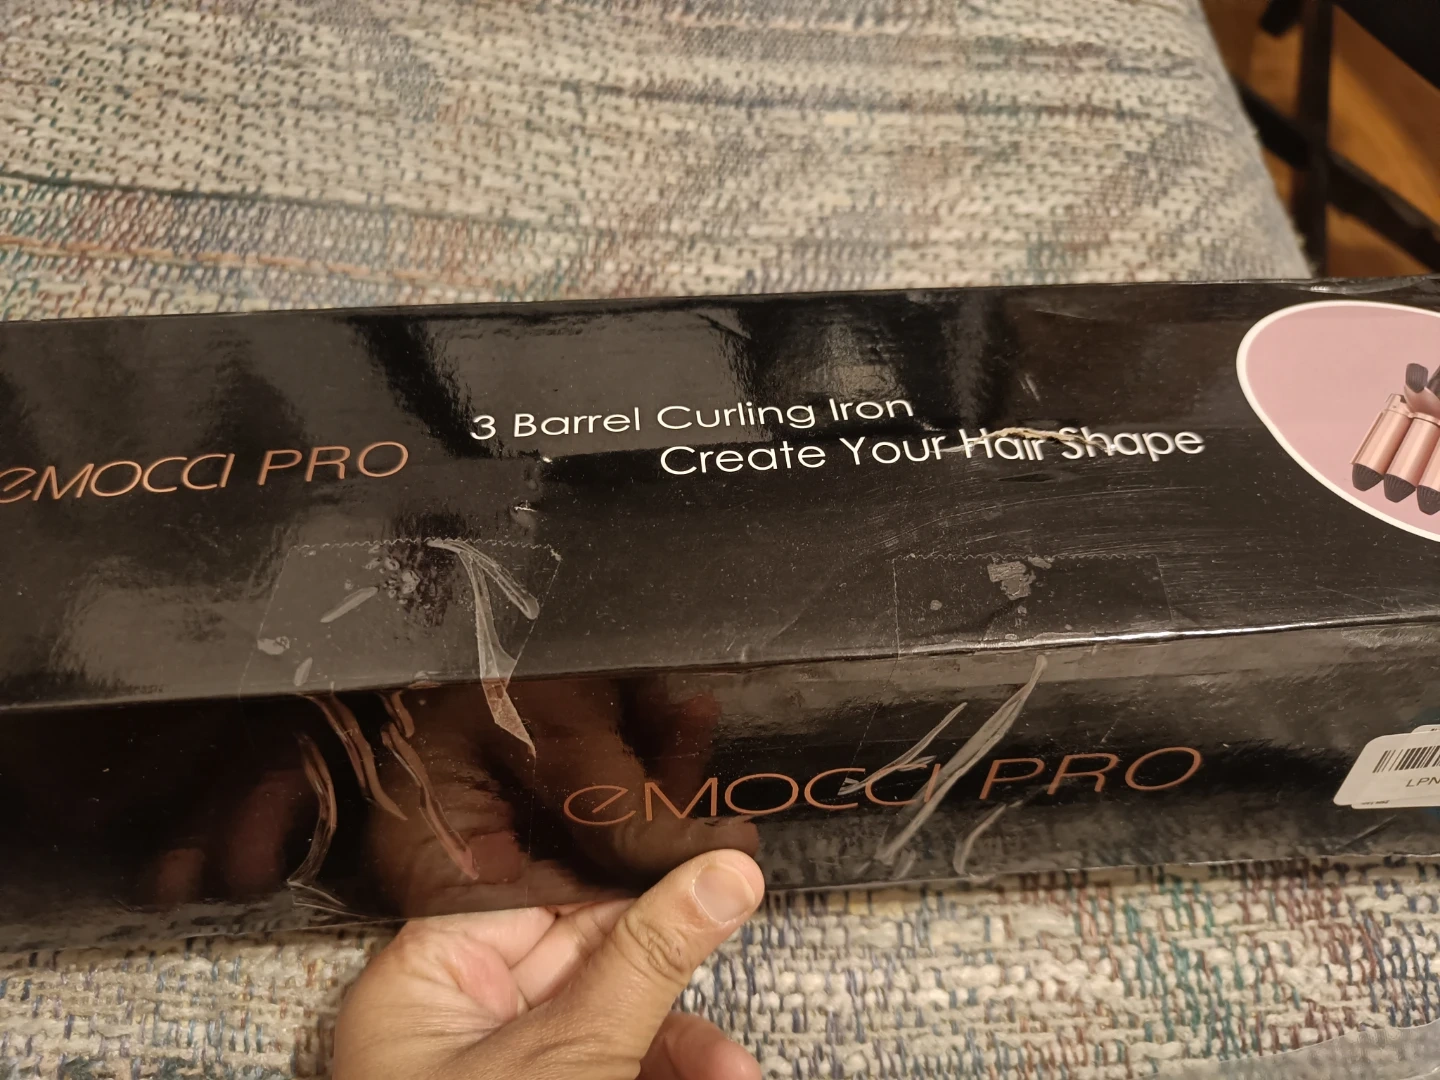 eMOCCI PRO
3 Barrel Curling Iron
Create Your Hair Shape
eMOCCI PRO
LPN